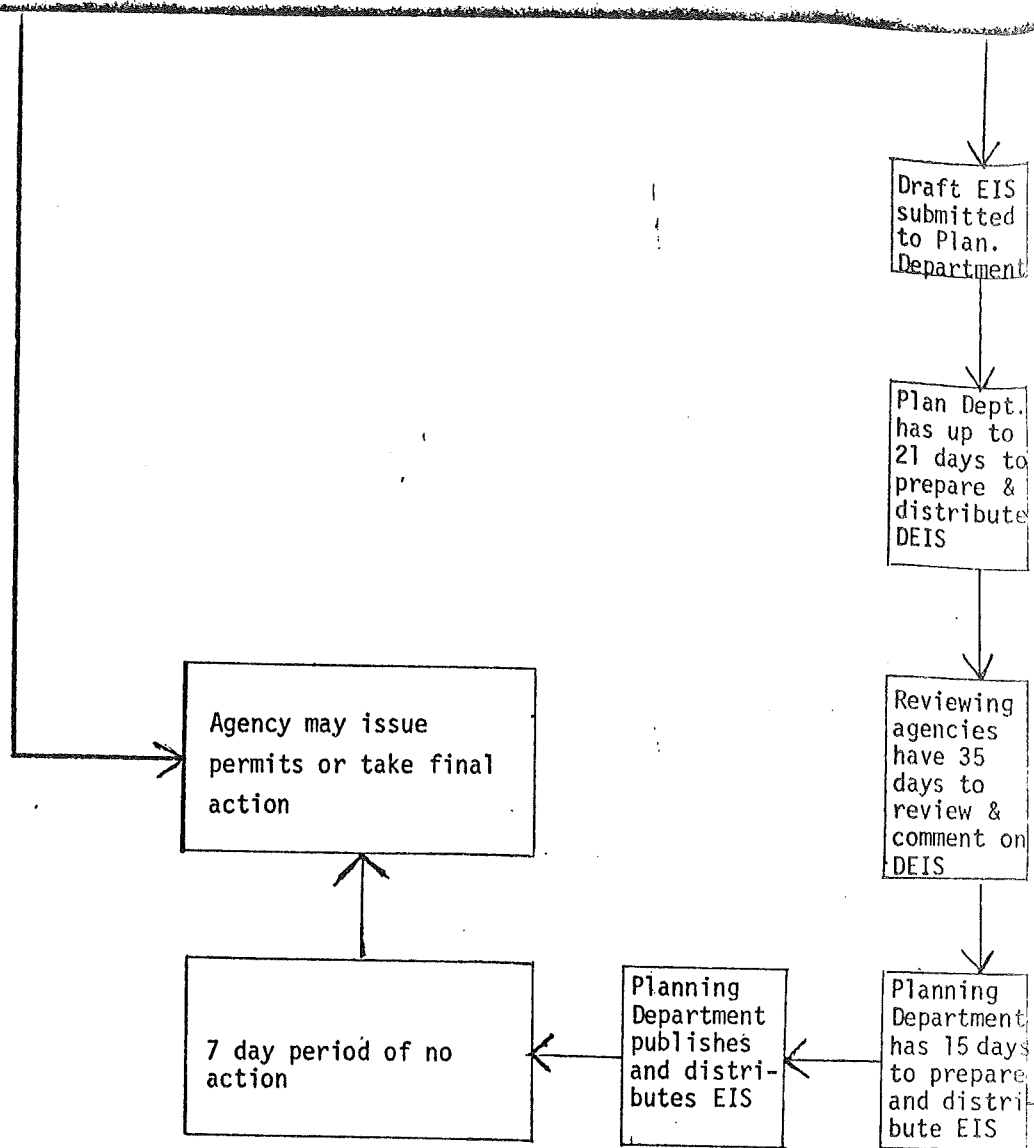 Draft EIS
submitted
to Plan.
Department
Plan Dept.
has up to
21 days to
prepare &
distribute
DEIS
Reviewing
agencies
have 35
days to
review &
comment on
DEIS
Planning
Department
has 15 days
to prepare
and distri-
bute EIS
Planning
Department
publishes
and distri-
butes EIS
7 day period of no
action
Agency may issue
permits or take final
action